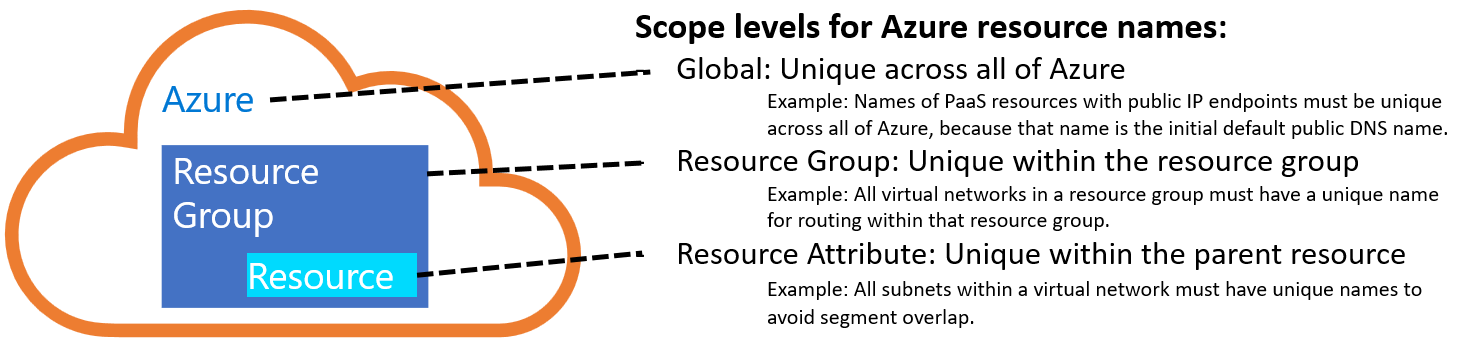 Azure
Resource
Group
Resource
Scope levels for Azure resource names:
Global: Unique across all of Azure
Example: Names of PaaS resources with public IP endpoints must be unique
across all of Azure, because that name is the initial default public DNS name.
Resource Group: Unique within the resource group
Example: All virtual networks in a resource group must have a unique name
for routing within that resource group.
Resource Attribute: Unique within the parent resource
Example: All subnets within a virtual network must have unique names to
avoid segment overlap.